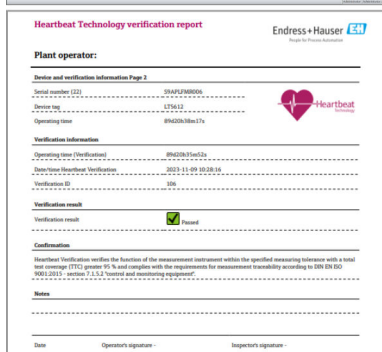 Heartbeat Technology verification report
Endress+Hauser EH
People for Process Automation
Plant operator:
Device and verification information Page 2
Serial number (22) S9APLFM8006
Device tag LT5612
Operating time 89d20h38m17s
Heartbeat
Technology
Verification information
Operating time (Verification) 89d20h35m52s
Date/time Heartbeat Verification 2023-11-09 10:28:16
Verification ID 106
Verification result
Verification result Passed
Confirmation
Heartbeat Verification verifies the function of the measurement instrument within the specified measuring tolerance with a total
test coverage (TTC) greater 95 % and complies with the requirements for measurement traceability according to DIN EN ISO
9001:2015 - section 7.1.5.2 "control and monitoring equipment".
Notes
Date Operator's signature - Inspector's signature -